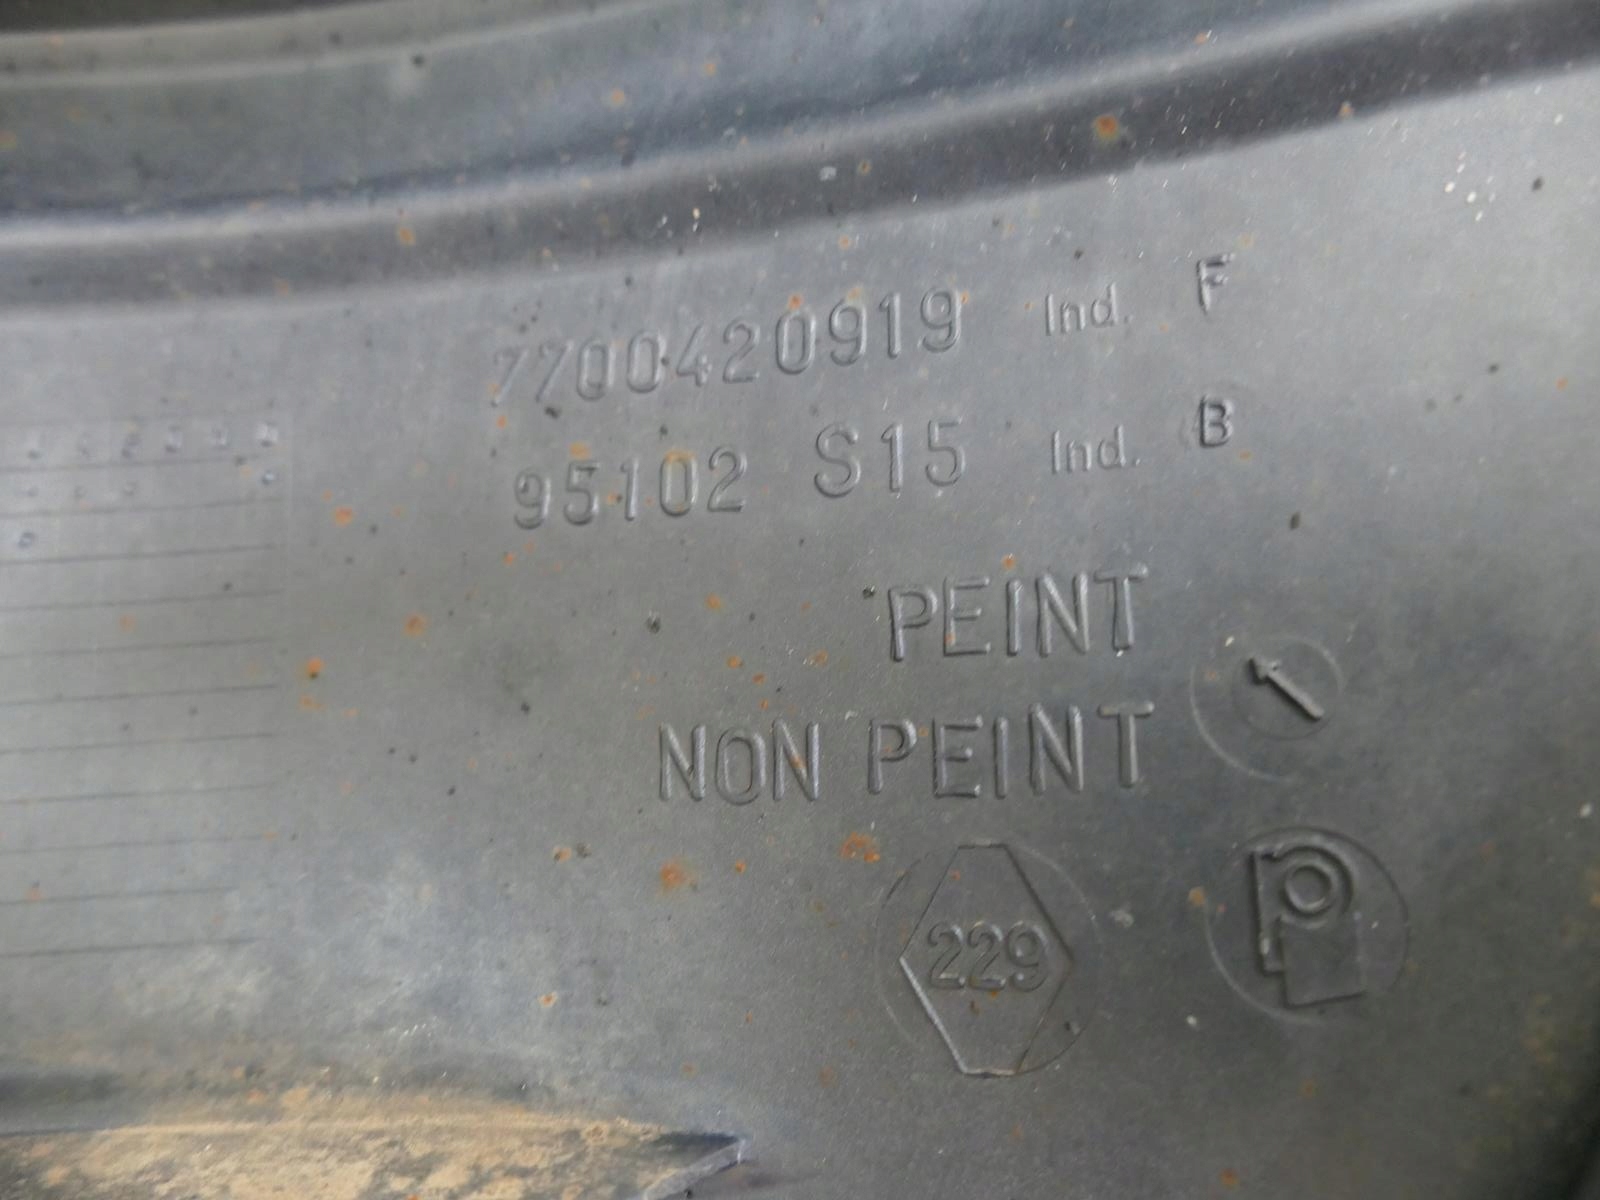 7700420919 Ind. F
95102 S15 Ind. B
PEINT
NON PEINT
229